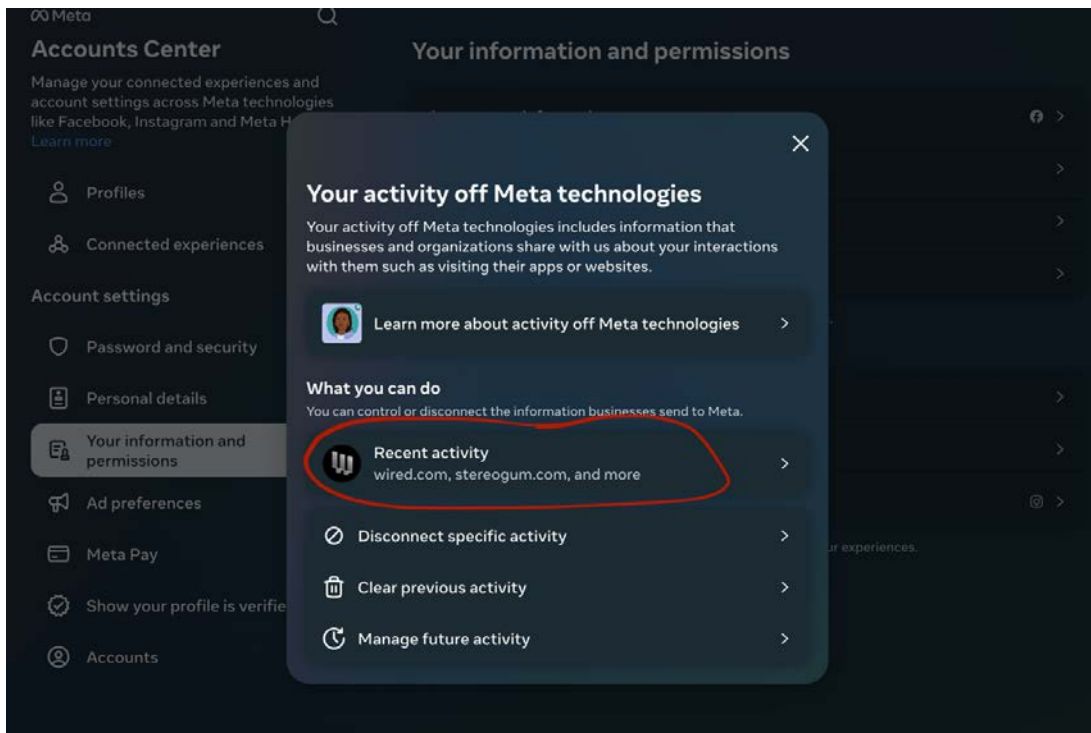 Meta
Accounts Center
Manage your connected experiences and
account settings across Meta technologies
like Facebook, Instagram and Meta H
Learn more
Profiles
Connected experiences
Account settings
Password and security
Personal details
Your information and
permissions
Ad preferences
Meta Pay
Show your profile is verifie
Accounts
Your information and permissions
Your activity off Meta technologies
Your activity off Meta technologies includes information that
businesses and organizations share with us about your interactions
with them such as visiting their apps or websites.
Learn more about activity off Meta technologies
What you can do
You can control or disconnect the information businesses send to Meta.
Recent activity
wired.com, stereogum.com, and more
Disconnect specific activity
Clear previous activity
Manage future activity
ur experiences.